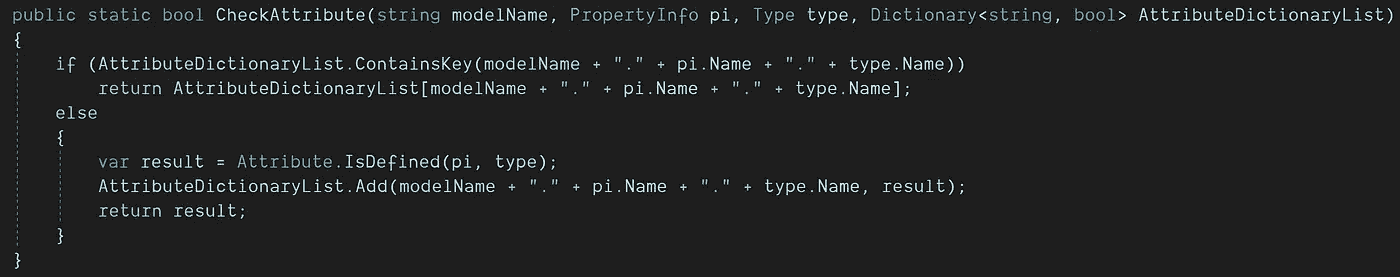 public static bool CheckAttribute(string modelName, PropertyInfo pi, Type type, Dictionary<string, bool> AttributeDictionaryList)
{
    if (AttributeDictionaryList.ContainsKey(modelName + "." + pi.Name + "." + type.Name))
        return AttributeDictionaryList[modelName + "." + pi.Name + "." + type.Name];
    else
    {
        var result = Attribute.IsDefined(pi, type);
        AttributeDictionaryList.Add(modelName + "." + pi.Name + "." + type.Name, result);
        return result;
    }
}